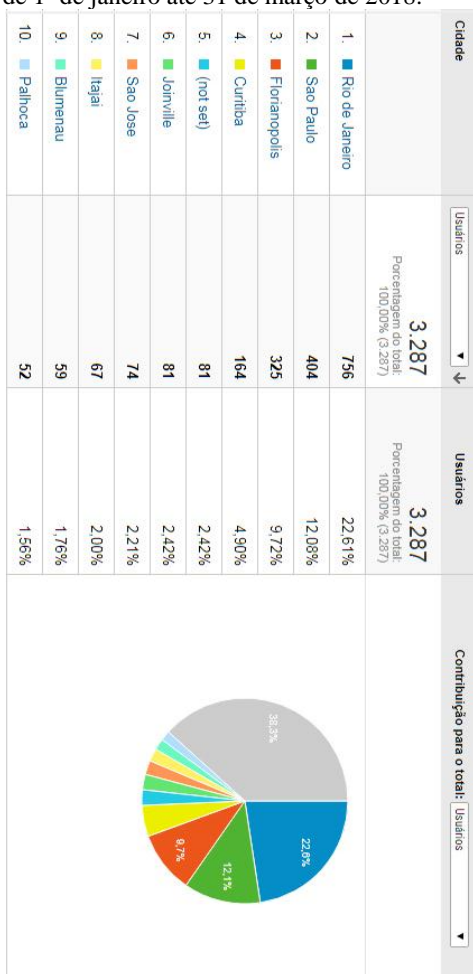 de 1º de janeiro até 31 de março de 2018.
Cidade Usuários Usuários Contribuição para o total: Usuários
3.287 3.287
Porcentagem do total: Porcentagem do total:
100,00% (3.287) 100,00% (3.287)
1. Rio de Janeiro 756 22,61%
2. Sao Paulo 404 12,08%
3. Florianopolis 325 9,72%
4. Curitiba 164 4,90%
5. (not set) 81 2,42%
6. Joinville 81 2,42%
7. Sao Jose 74 2,21%
8. Itajai 67 2,00%
9. Blumenau 59 1,76%
10. Palhoca 52 1,56%
38,3%
22,6%
9,7%
12,1%